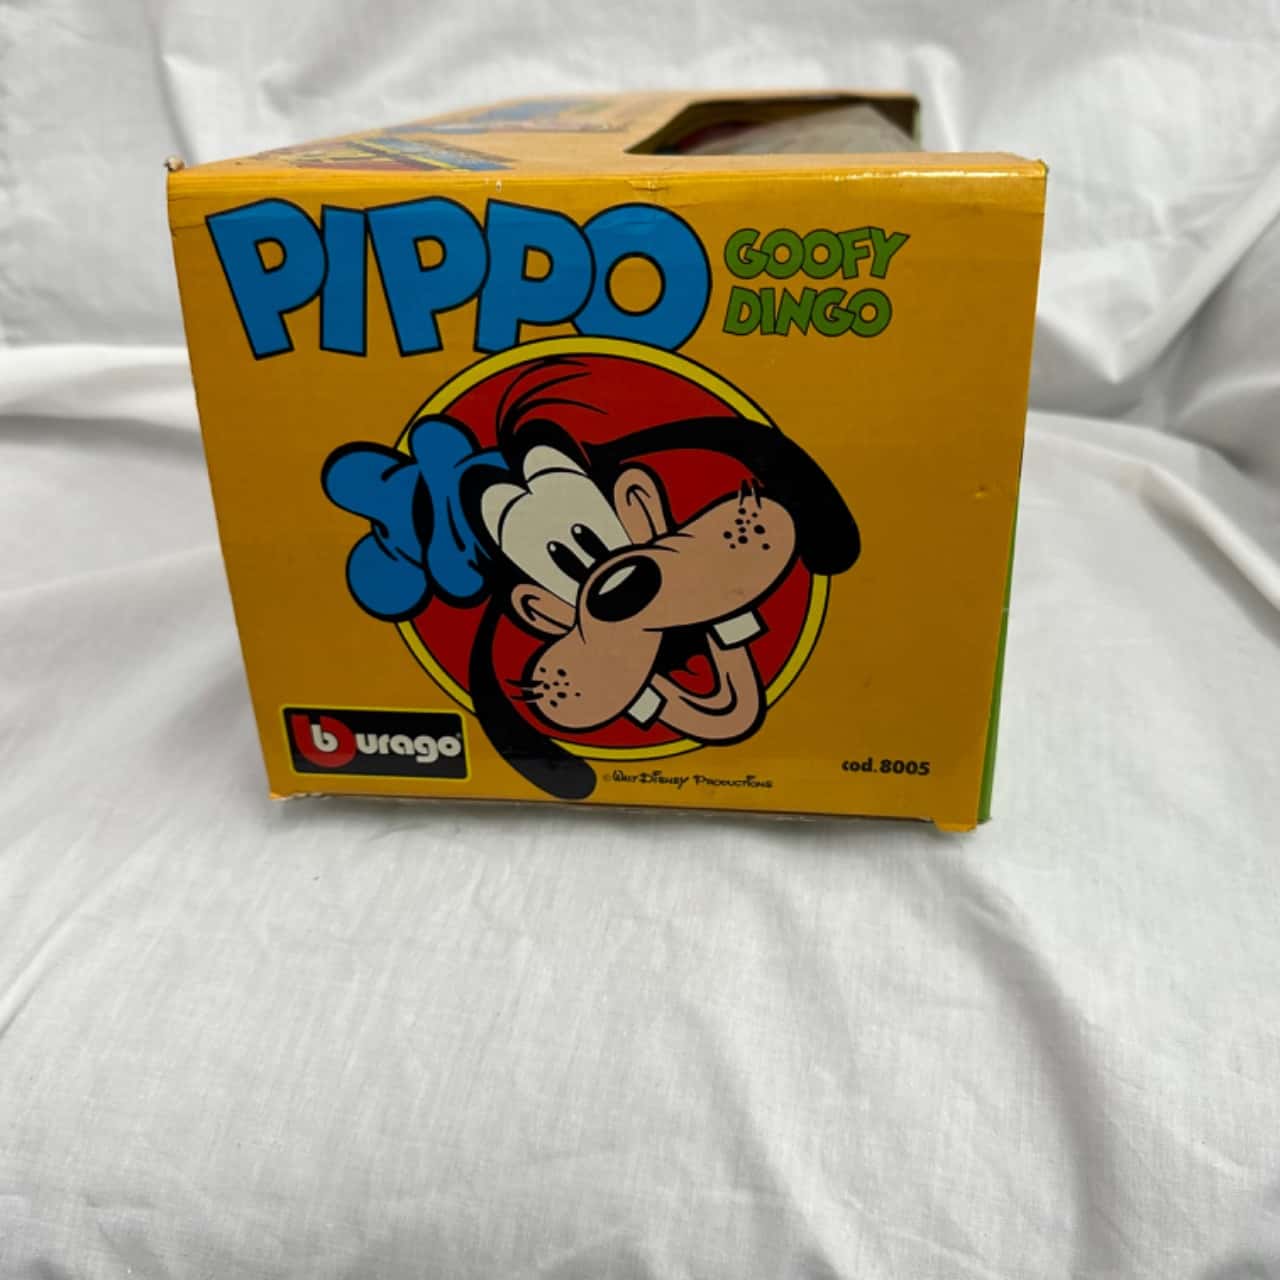 PIPPO
GOOFY
DINGO
burago
© Walt Disney Productions
cod.8005